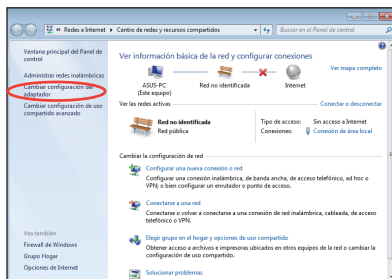 Redes e Internet ▸ Centro de redes y recursos compartidos
Buscar en el Panel de control
Ventana principal del Panel de
control
Administrar redes inalámbricas
Cambiar configuración del
adaptador
Cambiar configuración de uso
compartido avanzado
Ver información básica de la red y configurar conexiones
Ver mapa completo
ASUS-PC
(Este equipo)
Red no identificada
Internet
Ver las redes activas
Conectar o desconectar
Red no identificada
Red pública
Tipo de acceso: Sin acceso a Internet
Conexiones: Conexión de área local
Cambiar la configuración de red
Configurar una nueva conexión o red
Configurar una conexión inalámbrica, de banda ancha, de acceso telefónico, ad hoc o
VPN; o bien configurar un enrutador o punto de acceso.
Conectarse a una red
Conectarse o volver a conectarse a una conexión de red inalámbrica, cableada, de acceso
telefónico o VPN.
Elegir grupo en el hogar y opciones de uso compartido
Obtener acceso a archivos e impresoras ubicados en otros equipos de la red o cambiar la
configuración de uso compartido.
Solucionar problemas
Vea también
Firewall de Windows
Grupo Hogar
Opciones de Internet